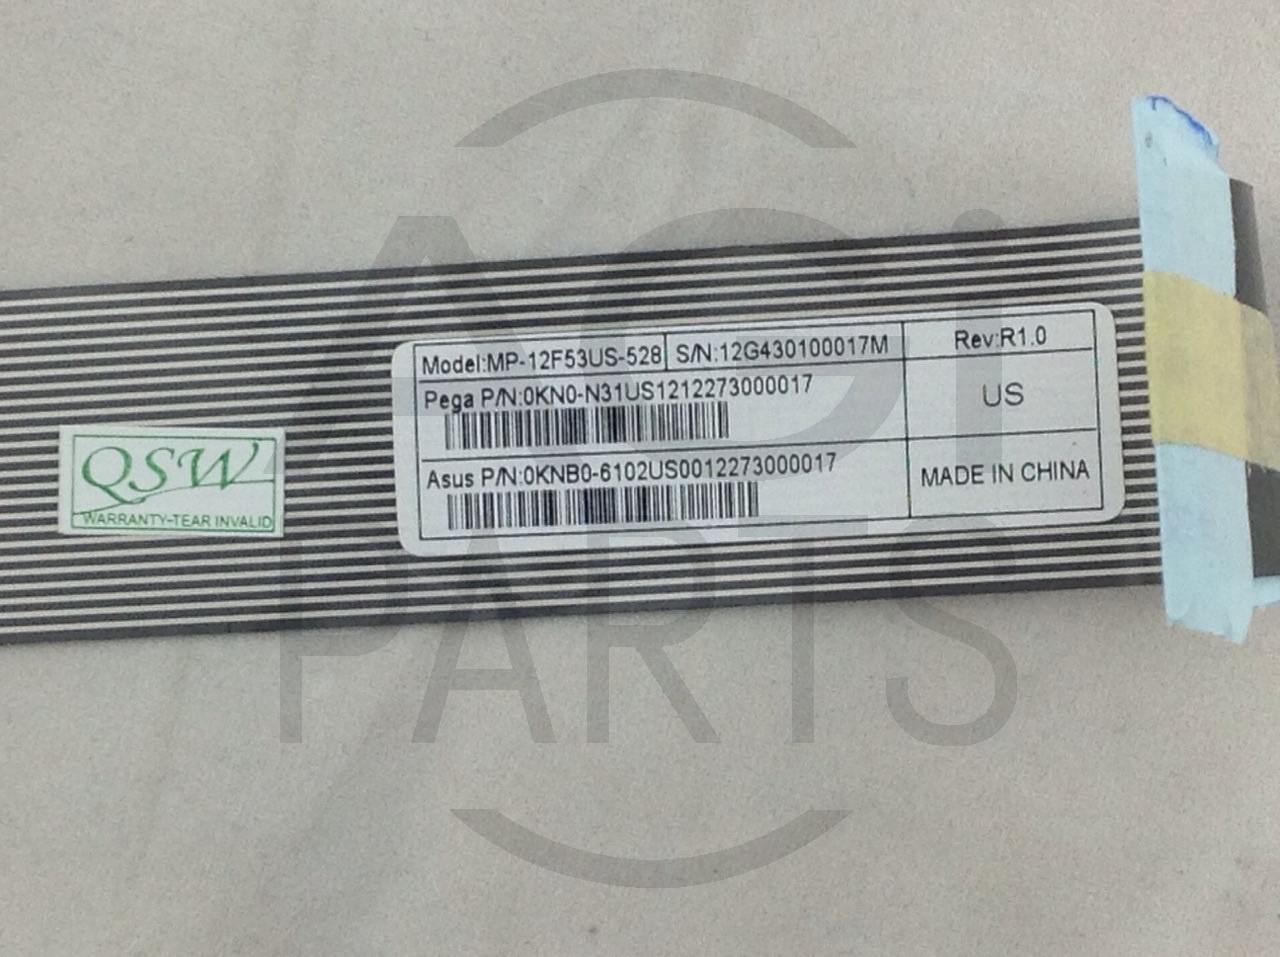 Model:MP-12F53US-528 S/N:12G430100017M Rev:R1.0
Pega P/N:0KN0-N31US1212273000017
US
Asus P/N:0KNB0-6102US0012273000017
MADE IN CHINA
QSW
WARRANTY-TEAR INVALID
AGi
PARTS